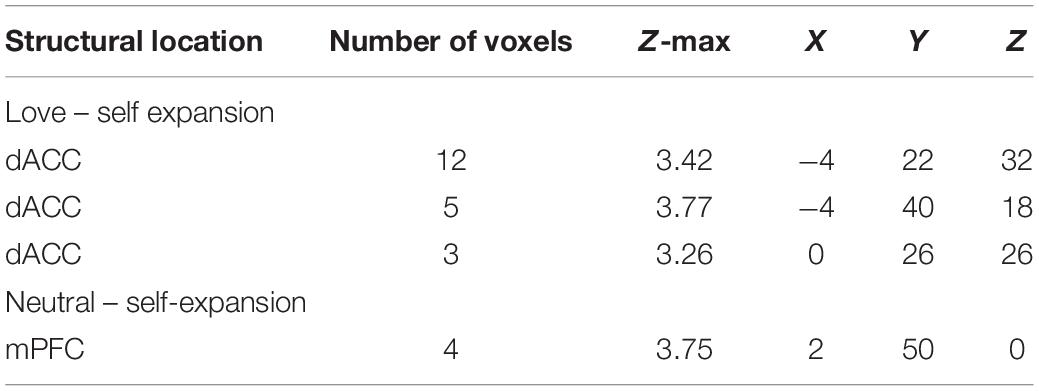 Structural location Number of voxels Z-max X Y Z
Love – self expansion
dACC 12 3.42 −4 22 32
dACC 5 3.77 −4 40 18
dACC 3 3.26 0 26 26
Neutral – self-expansion
mPFC 4 3.75 2 50 0